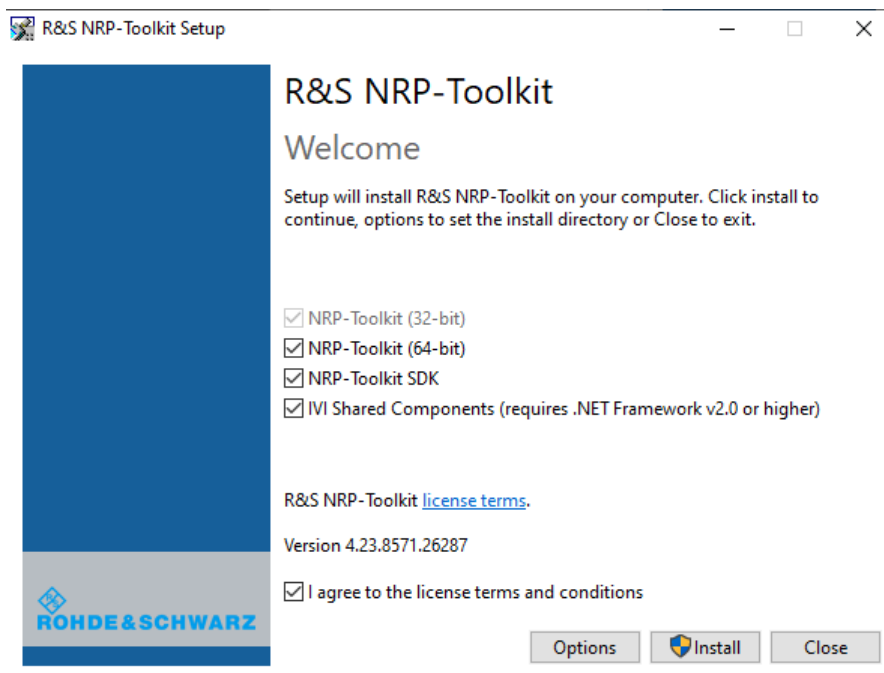 R&S NRP-Toolkit Setup
R&S NRP-Toolkit
Welcome
Setup will install R&S NRP-Toolkit on your computer. Click install to
continue, options to set the install directory or Close to exit.
NRP-Toolkit (32-bit)
NRP-Toolkit (64-bit)
NRP-Toolkit SDK
IVI Shared Components (requires .NET Framework v2.0 or higher)
R&S NRP-Toolkit license terms.
Version 4.23.8571.26287
I agree to the license terms and conditions
ROHDE&SCHWARZ
Options Install Close